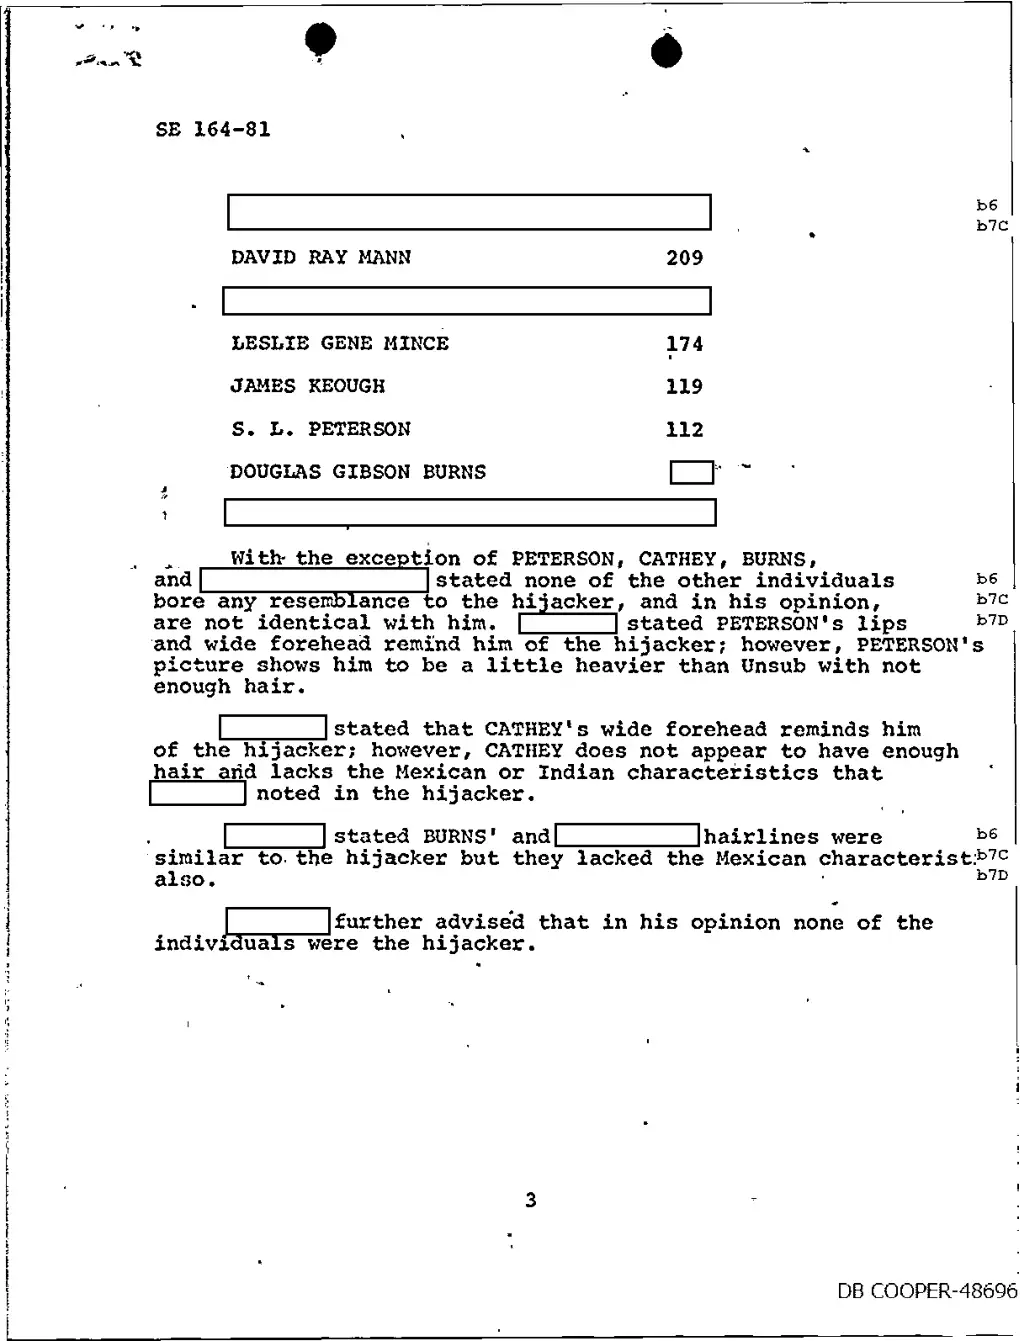 SE 164-81
b6
b7C
DAVID RAY MANN 209
LESLIE GENE MINCE 174
JAMES KEOUGH 119
S. L. PETERSON 112
DOUGLAS GIBSON BURNS
With the exception of PETERSON, CATHEY, BURNS,
and stated none of the other individuals b6
bore any resemblance to the hijacker, and in his opinion, b7C
are not identical with him. stated PETERSON's lips b7D
and wide forehead remind him of the hijacker; however, PETERSON's
picture shows him to be a little heavier than Unsub with not
enough hair.
stated that CATHEY's wide forehead reminds him
of the hijacker; however, CATHEY does not appear to have enough
hair and lacks the Mexican or Indian characteristics that
noted in the hijacker.
stated BURNS' and hairlines were b6
similar to the hijacker but they lacked the Mexican characterist b7C
also. b7D
further advised that in his opinion none of the
individuals were the hijacker.
3
DB COOPER-48696